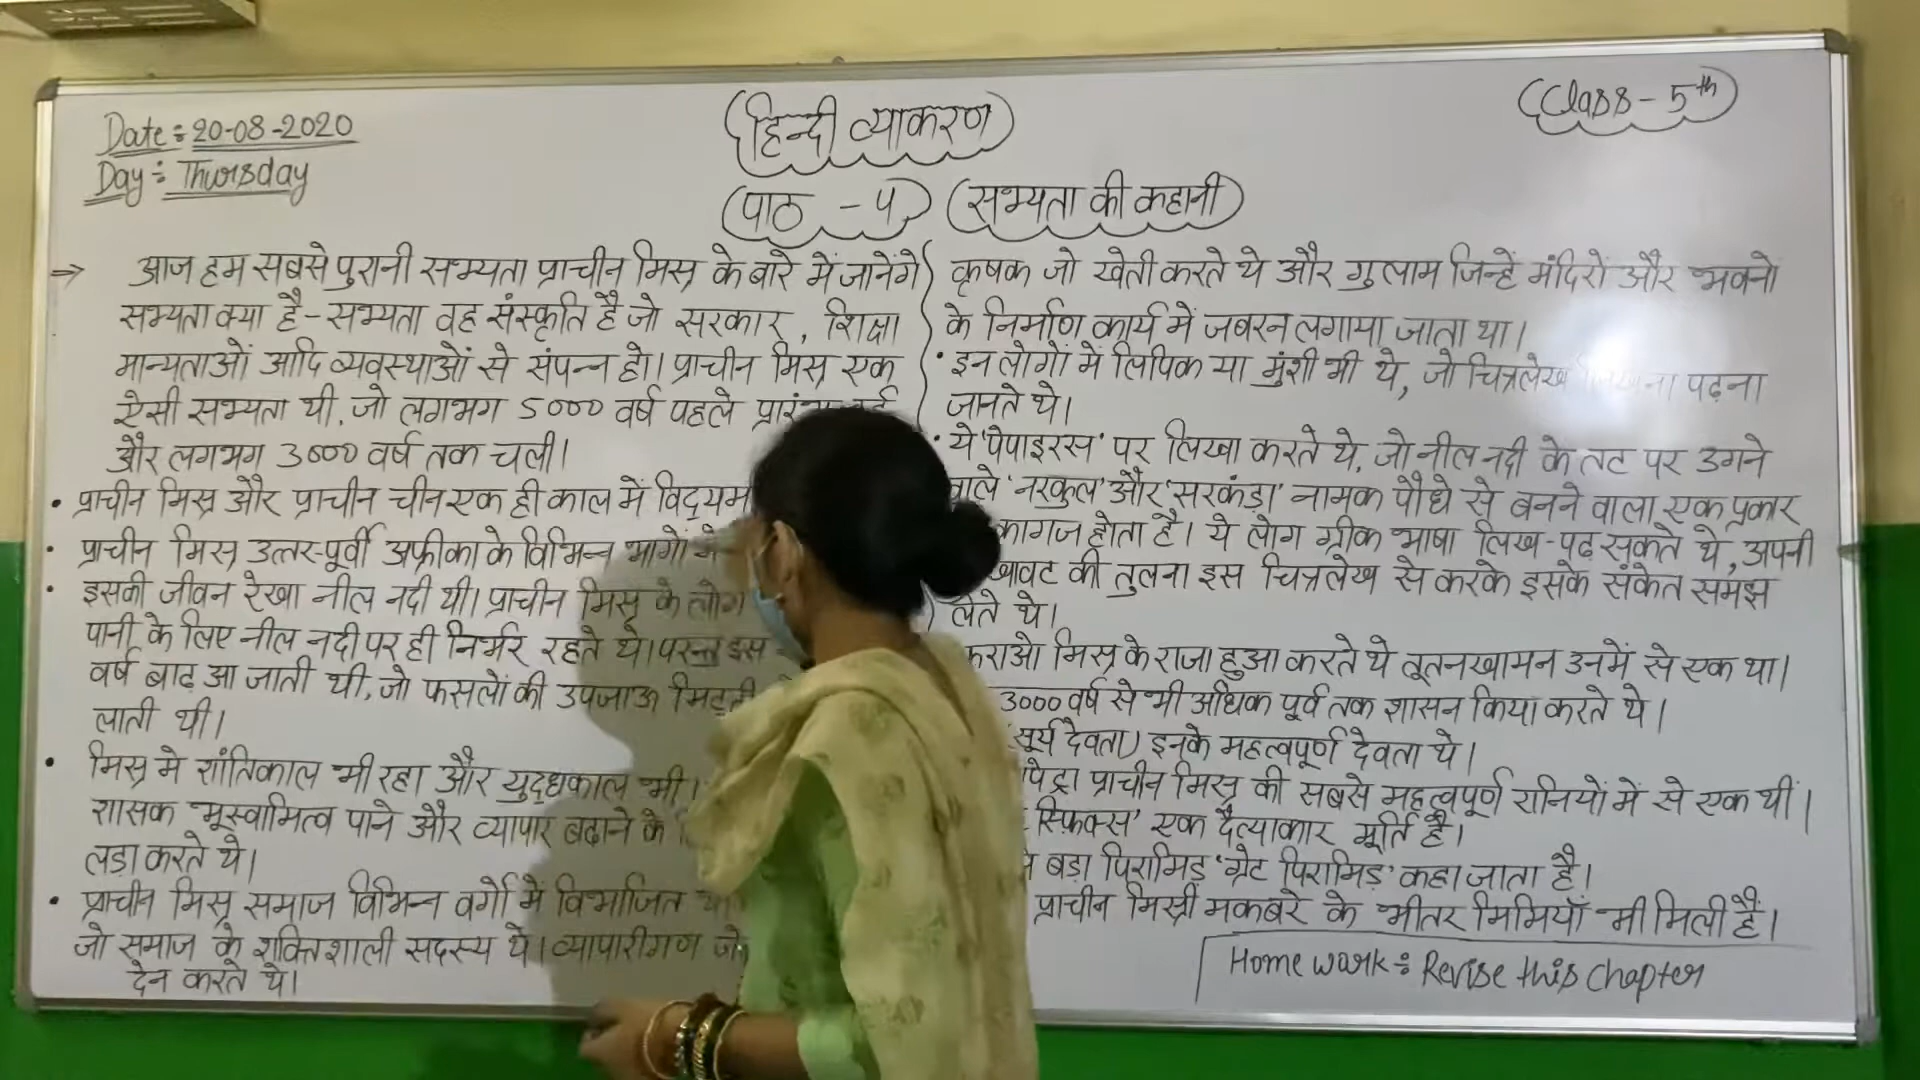 Date :- 20-08-2020
Day :- Thursday
(हिन्दी व्याकरण)
(Class - 5th)
(पाठ - 5) (सभ्यता की कहानी)
⇒ आज हम सबसे पुरानी सभ्यता प्राचीन मिस्र के बारे में जानेंगे
सभ्यता क्या है - सभ्यता वह संस्कृति है जो सरकार, शिक्षा
मान्यताओं आदि व्यवस्थाओं से संपन्न हो। प्राचीन मिस्र एक
ऐसी सभ्यता थी, जो लगभग 5000 वर्ष पहले
और लगभग 3000 वर्ष तक चली।
• प्राचीन मिस्र और प्राचीन चीन एक ही काल में
• प्राचीन मिस्र उत्तर-पूर्वी अफ्रीका के विभिन्न भागों में
• इसकी जीवन रेखा नील नदी थी। प्राचीन मिस्र के लोग
पानी के लिए नील नदी पर ही निर्भर रहते थे। परन्तु इस
वर्ष बाढ़ आ जाती थी, जो फसलों की उपजाऊ
लाती थी।
• मिस्र मे शांतिकाल भी रहा और युद्धकाल भी।
शासक भूस्वामित्व पाने और व्यापार बढाने के
लडा करते थे।
• प्राचीन मिस्र समाज विभिन्न वर्गो में विभाजित
जो समाज के शक्तिशाली सदस्य थे। व्यापारीगण
देन करते थे।
कृषक जो खेती करते थे और गुलाम जिन्हें मंदिरों और भवनो
के निर्माण कार्य में जबरन लगाया जाता था।
• इन लोगों में लिपिक या मुंशी भी थे, जो चित्रलेख पढ़ना
जानते थे।
• ये 'पेपाइरस' पर लिखा करते थे, जो नील नदी के तट पर उगने
वाले 'नरकुल' और 'सरकंड़ा' नामक पौधे से बनने वाला एक प्रकार
कागज होता है। ये लोग ग्रीक भाषा लिख-पढ़ सकते थे, अपनी
की तुलना इस चित्रलेख से करके इसके संकेत समझ
लेते थे।
मिस्र के राजा हुआ करते थे तूतनखामन उनमें से एक था।
3000 वर्ष से भी अधिक पूर्व तक शासन किया करते थे।
सूर्य देवता) इनके महत्वपूर्ण देवता थे।
प्राचीन मिस्र की सबसे महत्वपूर्ण रानियों में से एक थीं।
स्फ़िंक्स' एक दैत्याकार मूर्ति है।
बड़ा पिरामिड़ 'ग्रेट पिरामिड़' कहा जाता है।
प्राचीन मिस्री मकबरे के भीतर ममियाँ भी मिली हैं।
Home work :- Revise this chapter